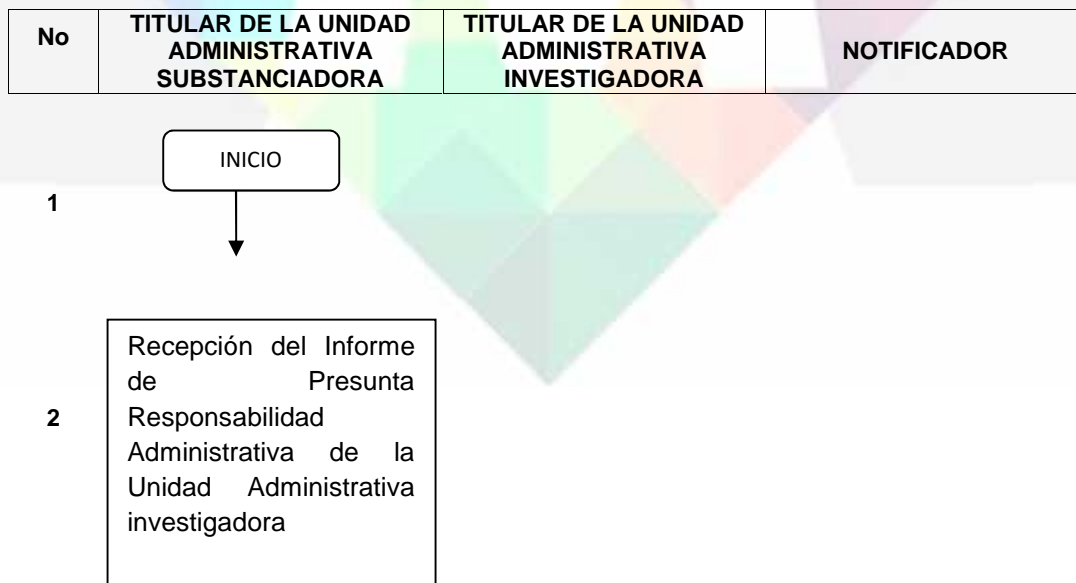 No
TITULAR DE LA UNIDAD
ADMINISTRATIVA
SUBSTANCIADORA
TITULAR DE LA UNIDAD
ADMINISTRATIVA
INVESTIGADORA
NOTIFICADOR
INICIO
1
2
Recepción del Informe
de Presunta
Responsabilidad
Administrativa de la
Unidad Administrativa
investigadora